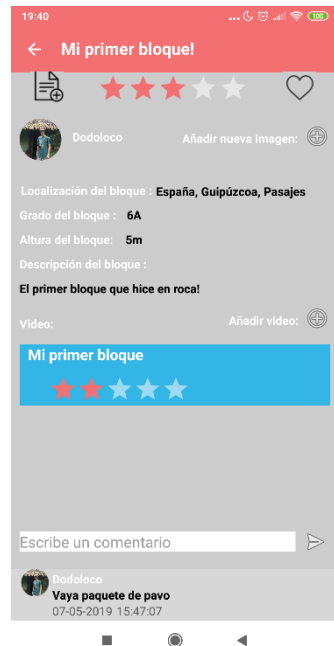 19:40
... 100
Mi primer bloque!
Dodoloco
Añadir nueva imagen:
Localización del bloque : España, Guipúzcoa, Pasajes
Grado del bloque : 6A
Altura del bloque: 5m
Descripción del bloque :
El primer bloque que hice en roca!
Video:
Añadir video:
Mi primer bloque
Escribe un comentario
Dodoloco
Vaya paquete de pavo
07-05-2019 15:47:07